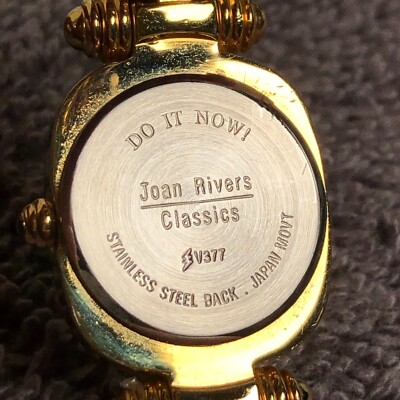 DO IT NOW!
Joan Rivers
Classics
V377
STAINLESS STEEL BACK . JAPAN MOVT